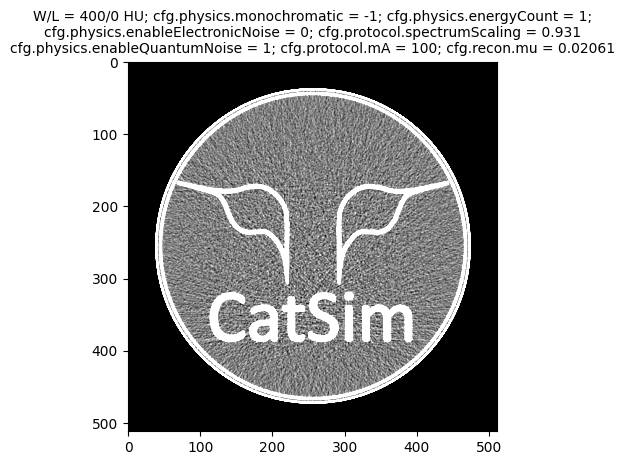 W/L = 400/0 HU; cfg.physics.monochromatic = -1; cfg.physics.energyCount = 1;
cfg.physics.enableElectronicNoise = 0; cfg.protocol.spectrumScaling = 0.931
cfg.physics.enableQuantumNoise = 1; cfg.protocol.mA = 100; cfg.recon.mu = 0.02061
0
100
200
300
400
500
CatSim
0 100 200 300 400 500